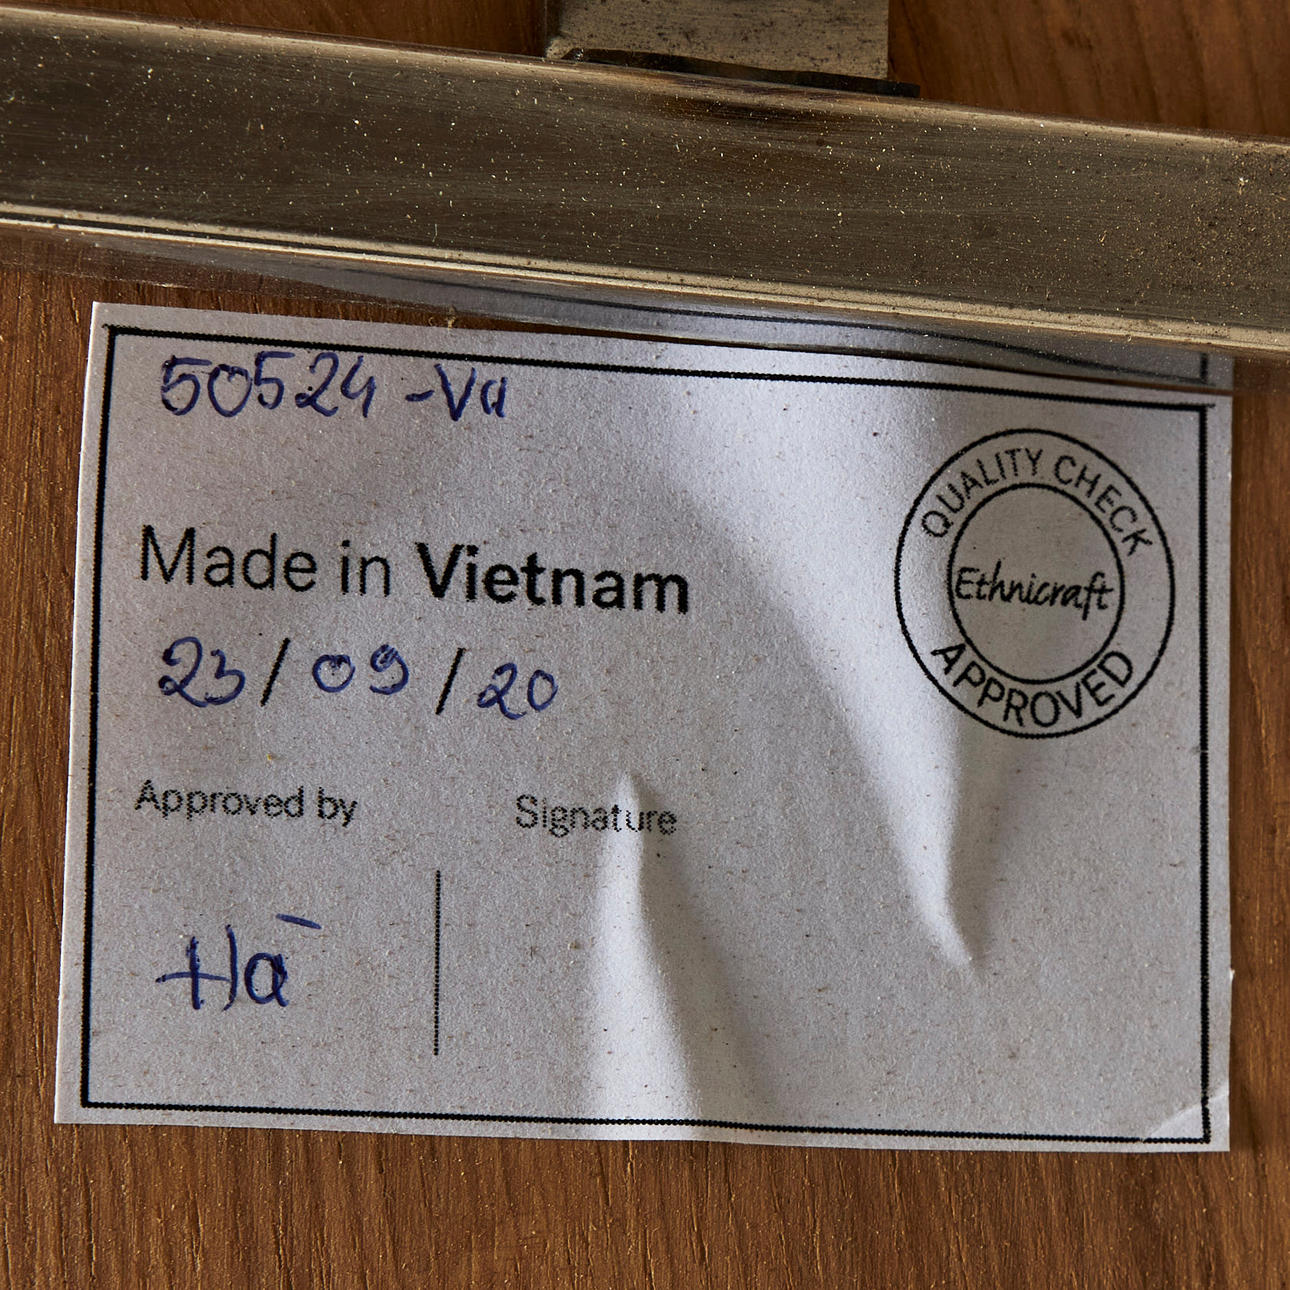 50524 -Va
QUALITY CHECK
Ethnicraft
APPROVED
Made in Vietnam
23/09/20
Approved by Signature
Hà